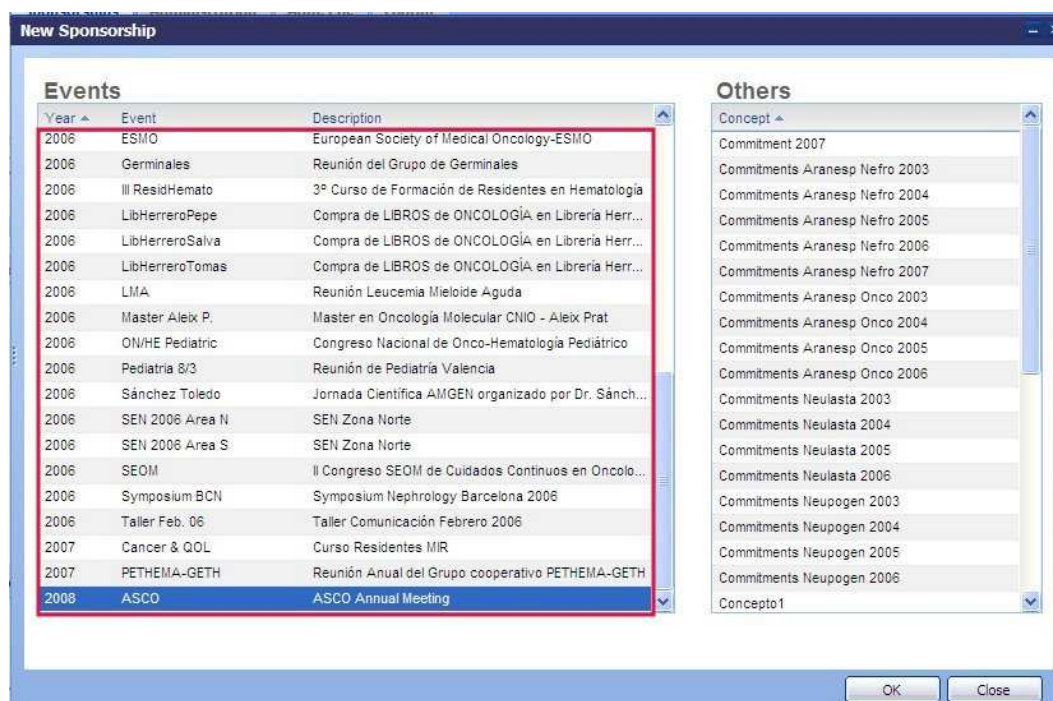 New Sponsorship
Events
Year Event Description
2006 ESMO European Society of Medical Oncology-ESMO
2006 Germinales Reunión del Grupo de Germinales
2006 III ResidHemato 3º Curso de Formación de Residentes en Hematología
2006 LibHerreroPepe Compra de LIBROS de ONCOLOGÍA en Librería Herr...
2006 LibHerreroSalva Compra de LIBROS de ONCOLOGÍA en Librería Herr...
2006 LibHerreroTomas Compra de LIBROS de ONCOLOGÍA en Librería Herr...
2006 LMA Reunión Leucemia Mieloide Aguda
2006 Master Aleix P. Master en Oncología Molecular CNIO - Aleix Prat
2006 ON/HE Pediatric Congreso Nacional de Onco-Hematología Pediátrico
2006 Pediatria 8/3 Reunión de Pediatría Valencia
2006 Sánchez Toledo Jornada Científica AMGEN organizado por Dr. Sánch...
2006 SEN 2006 Area N SEN Zona Norte
2006 SEN 2006 Area S SEN Zona Norte
2006 SEOM II Congreso SEOM de Cuidados Continuos en Oncolo...
2006 Symposium BCN Symposium Nephrology Barcelona 2006
2006 Taller Feb. 06 Taller Comunicación Febrero 2006
2007 Cancer & QOL Curso Residentes MIR
2007 PETHEMA-GETH Reunión Anual del Grupo cooperativo PETHEMA-GETH
2008 ASCO ASCO Annual Meeting
Others
Concept
Commitment 2007
Commitments Aranesp Nefro 2003
Commitments Aranesp Nefro 2004
Commitments Aranesp Nefro 2005
Commitments Aranesp Nefro 2006
Commitments Aranesp Nefro 2007
Commitments Aranesp Onco 2003
Commitments Aranesp Onco 2004
Commitments Aranesp Onco 2005
Commitments Aranesp Onco 2006
Commitments Neulasta 2003
Commitments Neulasta 2004
Commitments Neulasta 2005
Commitments Neulasta 2006
Commitments Neupogen 2003
Commitments Neupogen 2004
Commitments Neupogen 2005
Commitments Neupogen 2006
Concepto1
OK Close